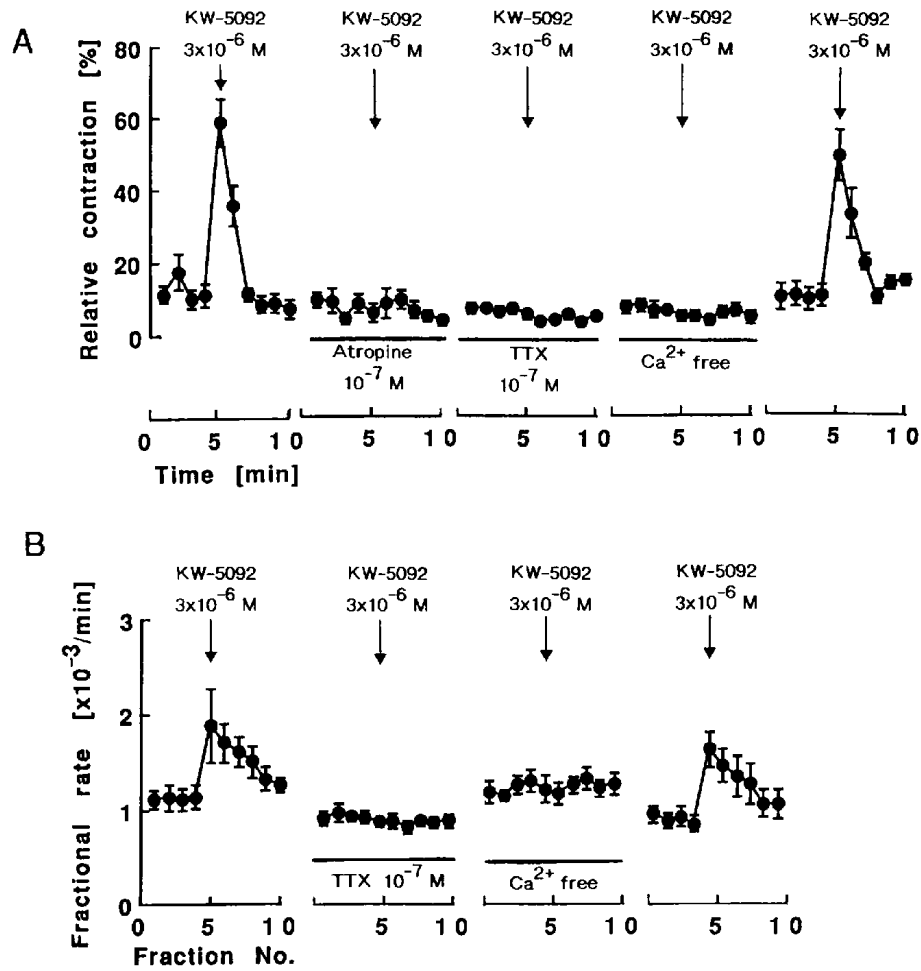 A
KW-5092
3x10⁻⁶ M
KW-5092
3x10⁻⁶ M
KW-5092
3x10⁻⁶ M
KW-5092
3x10⁻⁶ M
KW-5092
3x10⁻⁶ M
Relative contraction [%]
80
60
40
20
0
Atropine
10⁻⁷ M
TTX
10⁻⁷ M
Ca²⁺ free
0 5 1 0 5 1 0 5 1 0 5 1 0 5 1 0
Time [min]
B
KW-5092
3x10⁻⁶ M
KW-5092
3x10⁻⁶ M
KW-5092
3x10⁻⁶ M
KW-5092
3x10⁻⁶ M
Fractional rate [x10⁻³/min]
3
2
1
0
TTX 10⁻⁷ M
Ca²⁺ free
0 5 1 0 5 1 0 5 1 0 5 1 0
Fraction No.